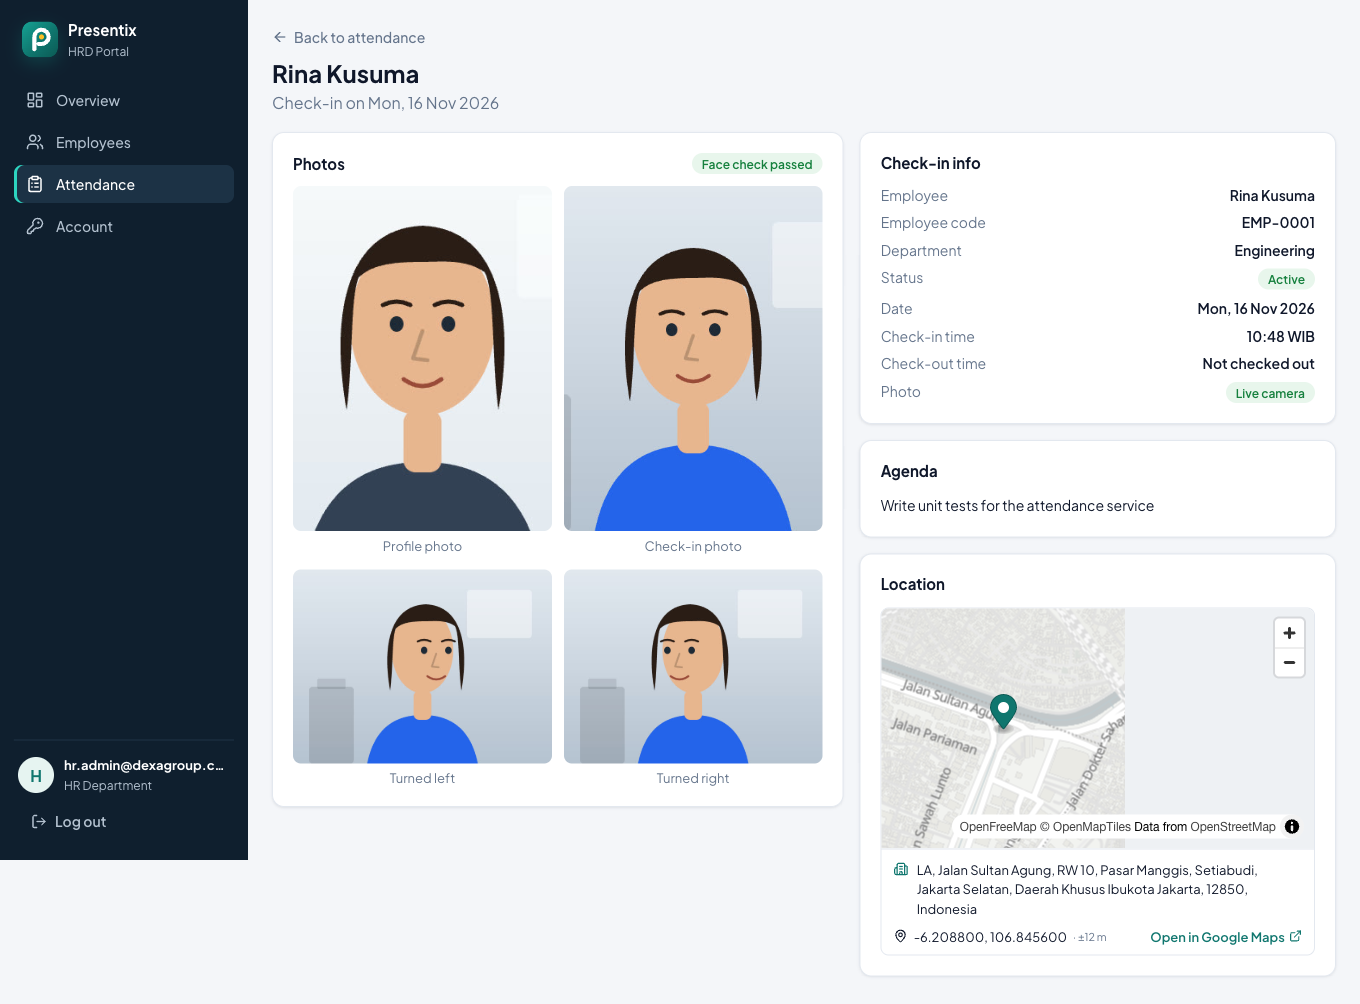 Presentix
HRD Portal
Overview
Employees
Attendance
Account
hr.admin@dexagroup.c...
H
HR Department
Log out
Back to attendance
Rina Kusuma
Check-in on Mon, 16 Nov 2026
Photos
Face check passed
Profile photo
Check-in photo
Turned left
Turned right
Check-in info
Employee Rina Kusuma
Employee code EMP-0001
Department Engineering
Status Active
Date Mon, 16 Nov 2026
Check-in time 10:48 WIB
Check-out time Not checked out
Photo Live camera
Agenda
Write unit tests for the attendance service
Location
Jalan Sultan Agu
Jalan Pariaman
Sawah Lunto
Jalan Dokter Sahar
OpenFreeMap © OpenMapTiles Data from OpenStreetMap
LA, Jalan Sultan Agung, RW 10, Pasar Manggis, Setiabudi,
Jakarta Selatan, Daerah Khusus Ibukota Jakarta, 12850,
Indonesia
-6.208800, 106.845600 · ±12 m
Open in Google Maps